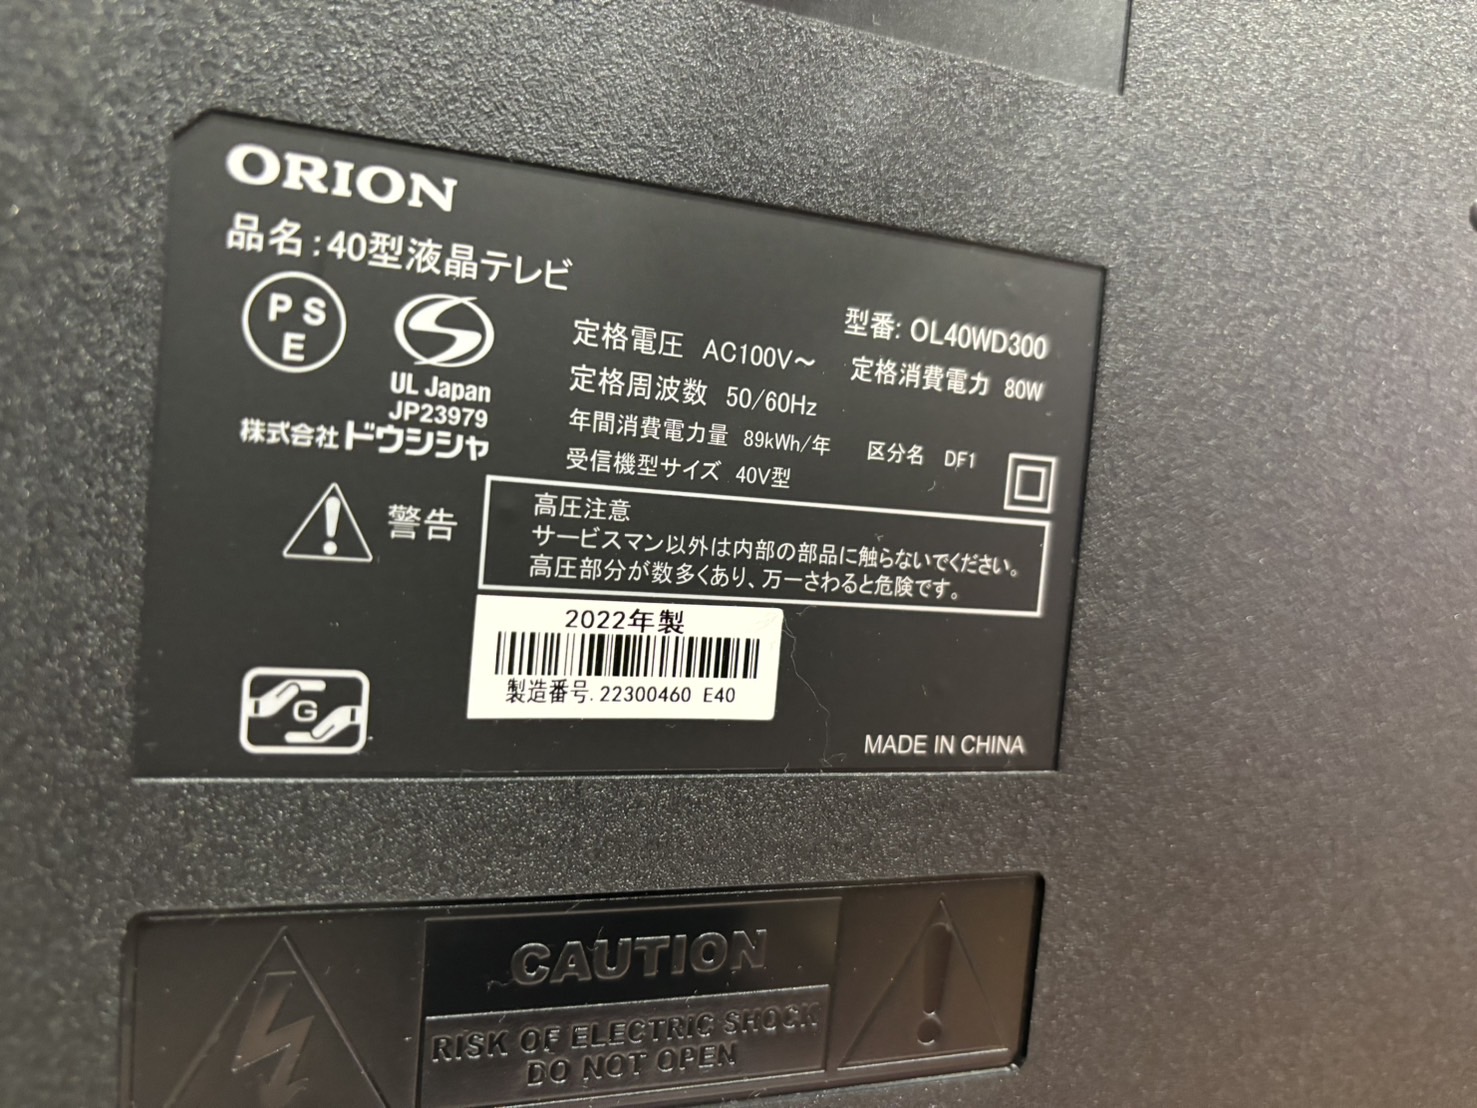 ORION
品名:40型液晶テレビ
型番: OL40WD300
P S
E
UL Japan
JP23979
株式会社ドウシシャ
定格電圧 AC100V～
定格消費電力 80W
定格周波数 50/60Hz
年間消費電力量 89kWh/年
区分名 DF1
受信機型サイズ 40V型
警告
高圧注意
サービスマン以外は内部の部品に触らないでください。
高圧部分が数多くあり、万一さわると危険です。
2022年製
製造番号. 22300460 E40
G
MADE IN CHINA
CAUTION
RISK OF ELECTRIC SHOCK
DO NOT OPEN